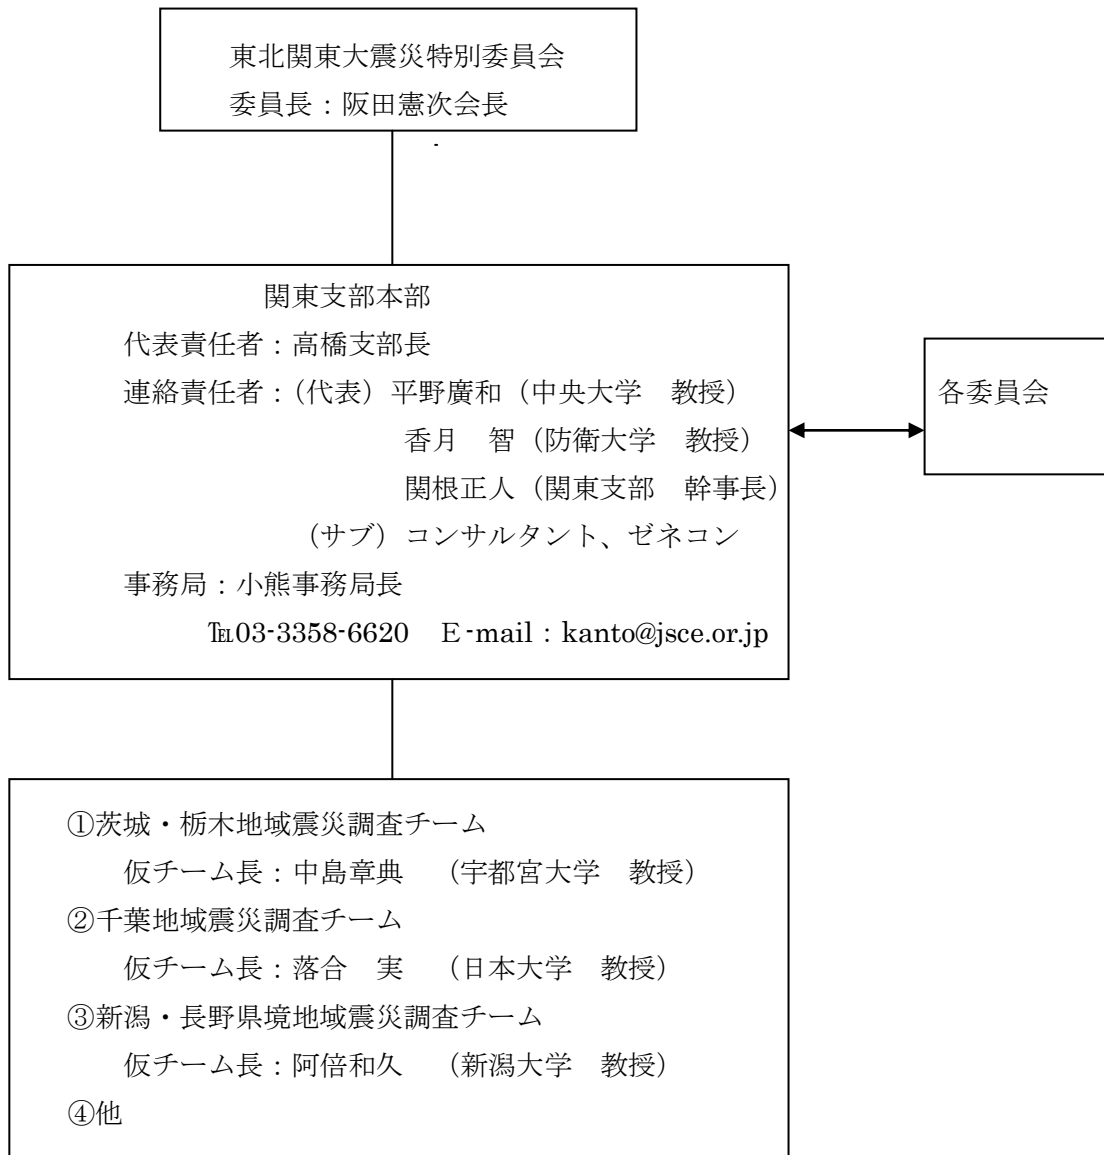 東北関東大震災特別委員会
委員長：阪田憲次会長
関東支部本部
代表責任者：高橋支部長
連絡責任者：（代表）平野廣和（中央大学　教授）
香月　智（防衛大学　教授）
関根正人（関東支部　幹事長）
（サブ）コンサルタント、ゼネコン
事務局：小熊事務局長
℡03-3358-6620　Ｅ-mail：kanto@jsce.or.jp
各委員会
①茨城・栃木地域震災調査チーム
仮チーム長：中島章典　（宇都宮大学　教授）
②千葉地域震災調査チーム
仮チーム長：落合　実　（日本大学　教授）
③新潟・長野県境地域震災調査チーム
仮チーム長：阿倍和久　（新潟大学　教授）
④他